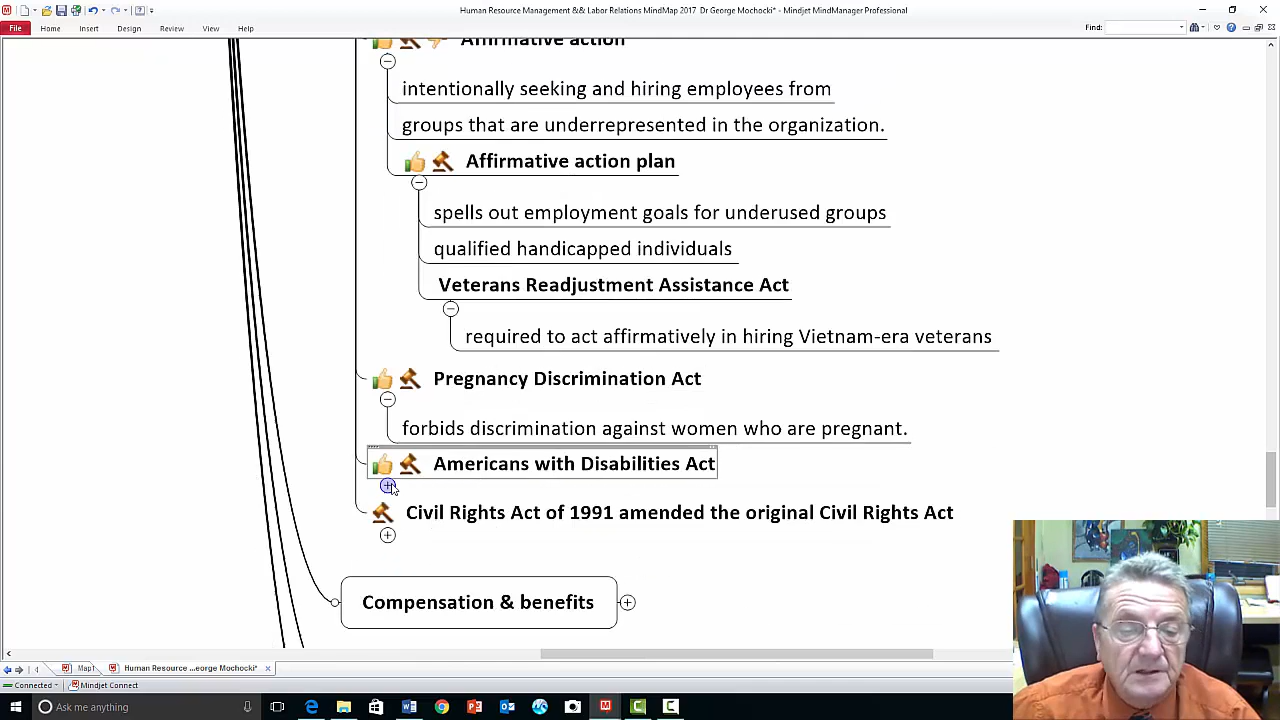 Human Resource Management && Labor Relations MindMap 2017 Dr George Mochocki* - Mindjet MindManager Professional
File Home Insert Design Review View Help
Find:
Affirmative action
intentionally seeking and hiring employees from
groups that are underrepresented in the organization.
Affirmative action plan
spells out employment goals for underused groups
qualified handicapped individuals
Veterans Readjustment Assistance Act
required to act affirmatively in hiring Vietnam-era veterans
Pregnancy Discrimination Act
forbids discrimination against women who are pregnant.
Americans with Disabilities Act
Civil Rights Act of 1991 amended the original Civil Rights Act
Compensation & benefits
Map1 Human Resource ...eorge Mochocki*
Connected Mindjet Connect
Ask me anything